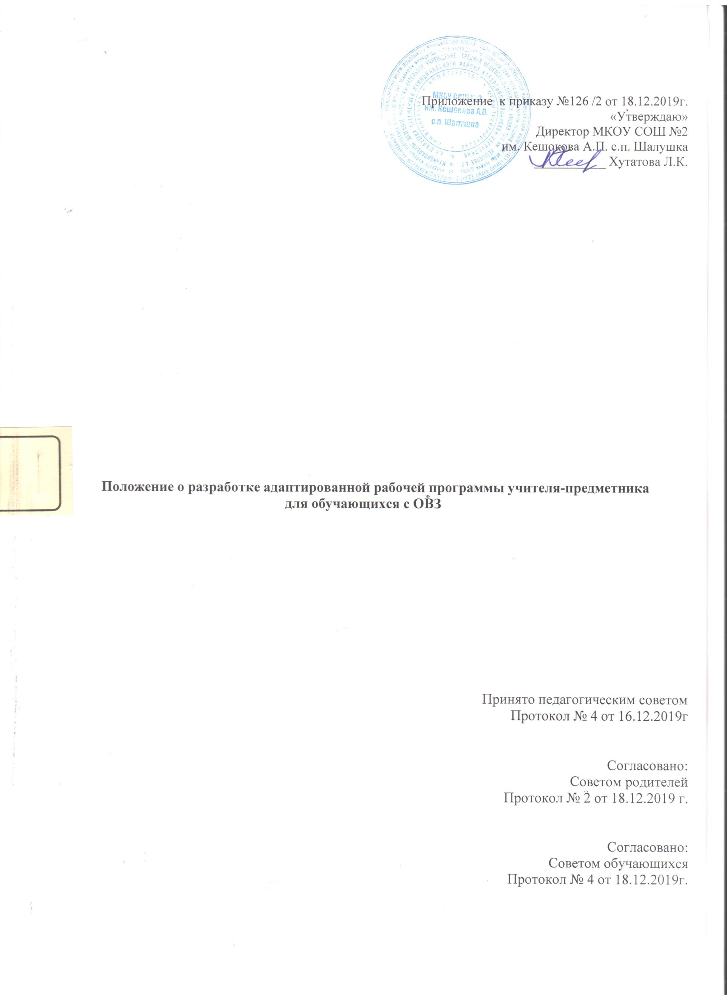 Приложение к приказу №126 /2 от 18.12.2019г.
«Утверждаю»
Директор МКОУ СОШ №2
им. Кешокова А.П. с.п. Шалушка
____________ Хутатова Л.К.
МКОУ СОШ №2
им. Кешокова А.П.
с.п. Шалушка
Положение о разработке адаптированной рабочей программы учителя-предметника
для обучающихся с ОВЗ
Принято педагогическим советом
Протокол № 4 от 16.12.2019г
Согласовано:
Советом родителей
Протокол № 2 от 18.12.2019 г.
Согласовано:
Советом обучающихся
Протокол № 4 от 18.12.2019г.